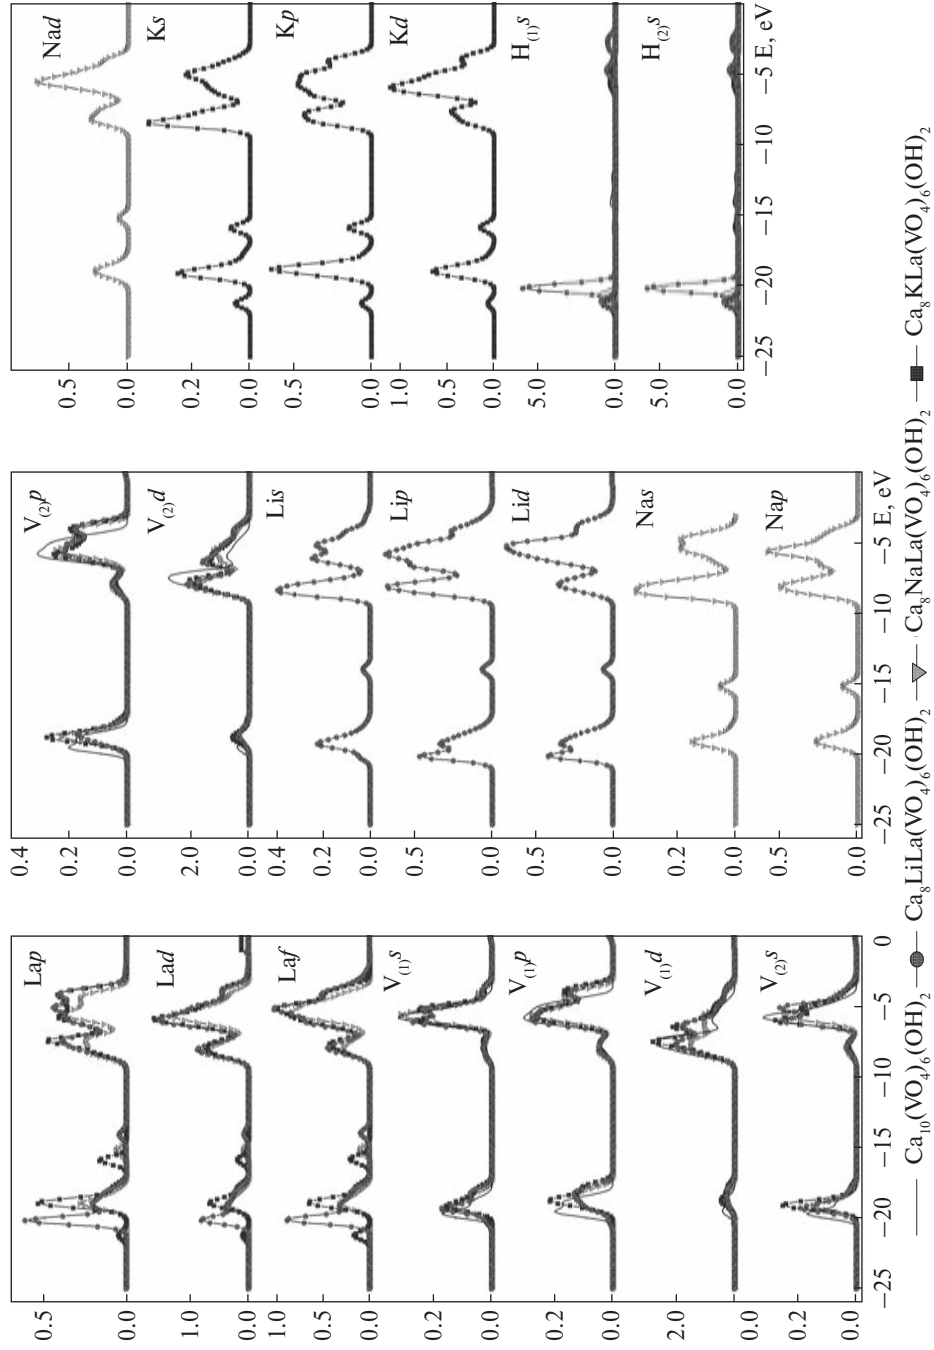 Lap
0.5
0.0
Lad
1.0
0.0
Laf
1.0
0.5
0.0
V₍₁₎s
0.2
0.0
V₍₁₎p
0.2
0.0
V₍₁₎d
2.0
0.0
V₍₂₎s
0.2
0.0
−25 −20 −15 −10 −5 0
V₍₂₎p
0.4
0.2
0.0
V₍₂₎d
2.0
0.0
Lis
0.4
0.2
0.0
Lip
0.5
0.0
Lid
0.5
0.0
Nas
0.2
0.0
Nap
0.5
0.0
−25 −20 −15 −10 −5 E, eV
Nad
0.5
0.0
Ks
0.2
0.0
Kp
0.5
0.0
Kd
1.0
0.5
0.0
H₍₁₎s
5.0
0.0
H₍₂₎s
5.0
0.0
−25 −20 −15 −10 −5 E, eV
Ca₁₀(VO₄)₆(OH)₂ Ca₈LiLa(VO₄)₆(OH)₂ Ca₈NaLa(VO₄)₆(OH)₂ Ca₈KLa(VO₄)₆(OH)₂